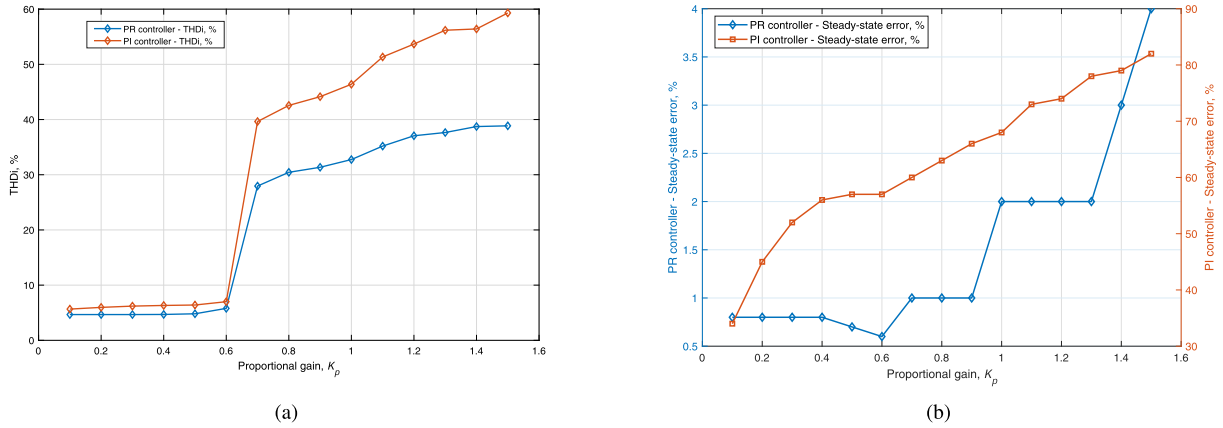 60
50
40
30
20
10
0
THDi, %
PR controller - THDi, %
PI controller - THDi, %
0 0.2 0.4 0.6 0.8 1 1.2 1.4 1.6
Proportional gain, Kp
(a)
4
3.5
3
2.5
2
1.5
1
0.5
PR controller - Steady-state error, %
PR controller - Steady-state error, %
PI controller - Steady-state error, %
90
80
70
60
50
40
30
PI controller - Steady-state error, %
0 0.2 0.4 0.6 0.8 1 1.2 1.4 1.6
Proportional gain, Kp
(b)